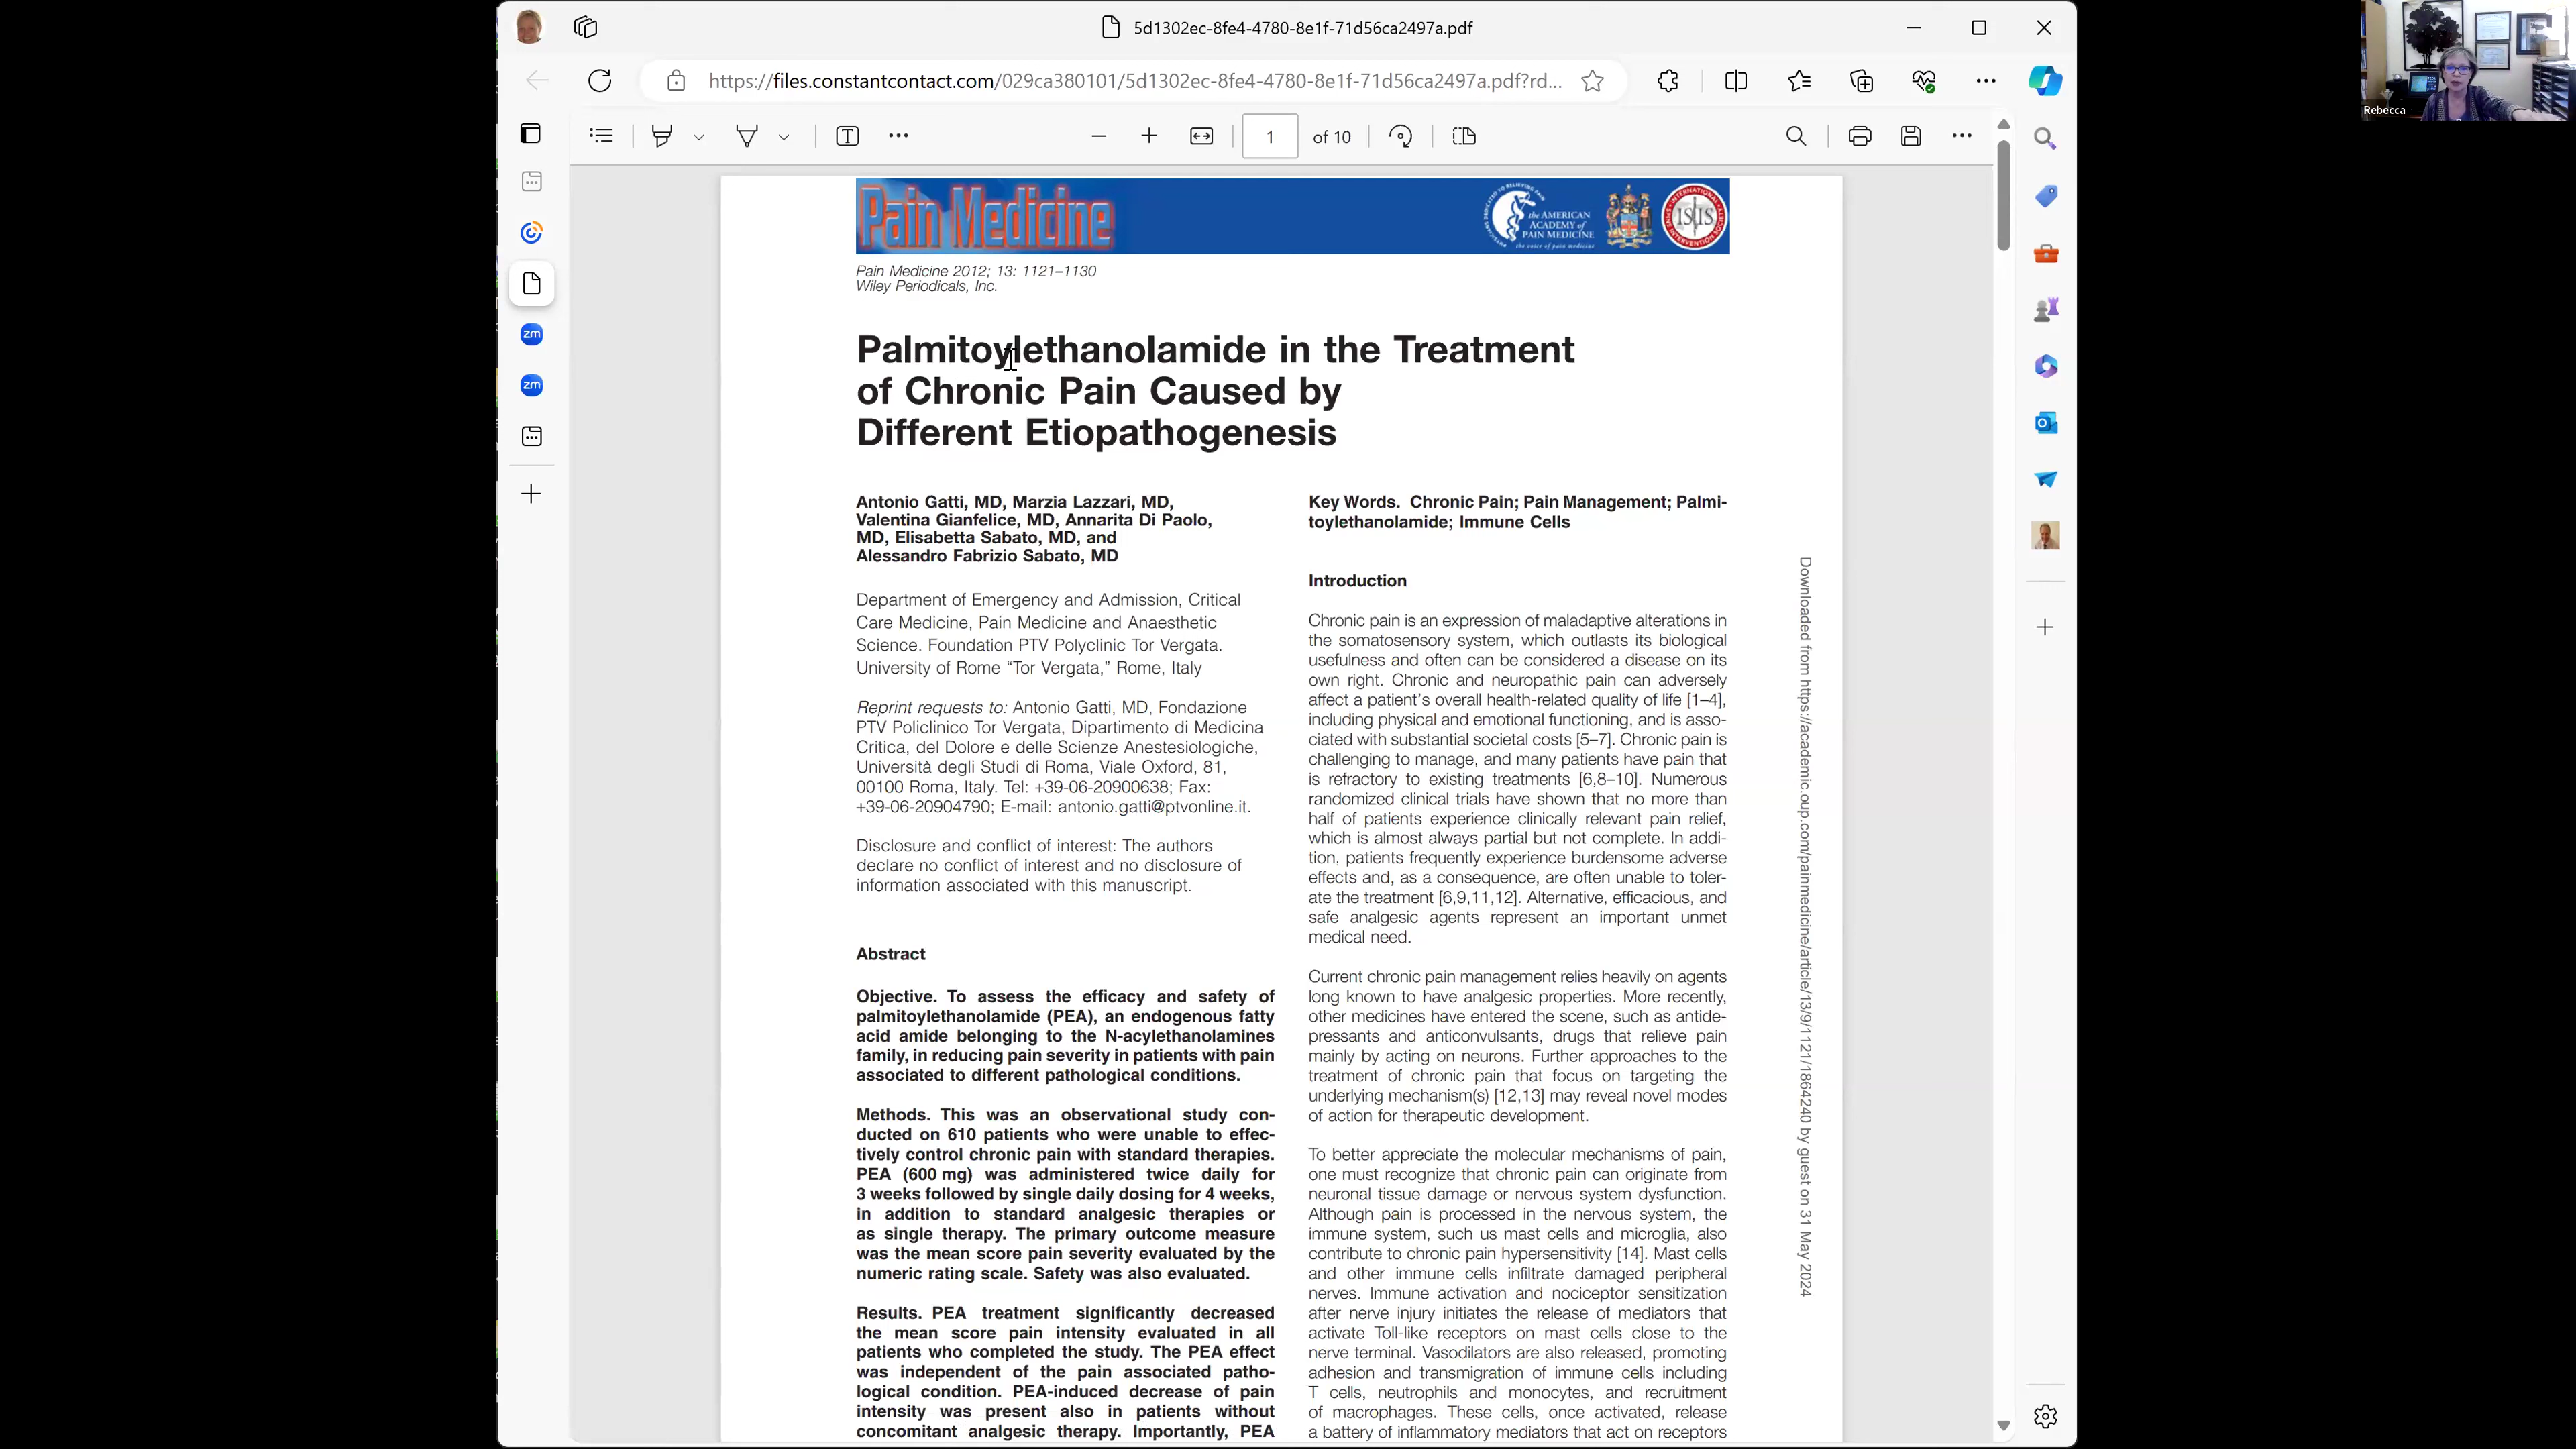 5d1302ec-8fe4-4780-8e1f-71d56ca2497a.pdf
https://files.constantcontact.com/029ca380101/5d1302ec-8fe4-4780-8e1f-71d56ca2497a.pdf?rd...
1 of 10
Rebecca
zm
zm
Pain Medicine
the AMERICAN
ACADEMY of
PAIN MEDICINE
the voice of pain medicine
ISIS
Pain Medicine 2012; 13: 1121–1130
Wiley Periodicals, Inc.
Palmitoylethanolamide in the Treatment
of Chronic Pain Caused by
Different Etiopathogenesis
Antonio Gatti, MD, Marzia Lazzari, MD,
Valentina Gianfelice, MD, Annarita Di Paolo,
MD, Elisabetta Sabato, MD, and
Alessandro Fabrizio Sabato, MD
Department of Emergency and Admission, Critical
Care Medicine, Pain Medicine and Anaesthetic
Science. Foundation PTV Polyclinic Tor Vergata.
University of Rome “Tor Vergata,” Rome, Italy
Reprint requests to: Antonio Gatti, MD, Fondazione
PTV Policlinico Tor Vergata, Dipartimento di Medicina
Critica, del Dolore e delle Scienze Anestesiologiche,
Università degli Studi di Roma, Viale Oxford, 81,
00100 Roma, Italy. Tel: +39-06-20900638; Fax:
+39-06-20904790; E-mail: antonio.gatti@ptvonline.it.
Disclosure and conflict of interest: The authors
declare no conflict of interest and no disclosure of
information associated with this manuscript.
Abstract
Objective. To assess the efficacy and safety of
palmitoylethanolamide (PEA), an endogenous fatty
acid amide belonging to the N-acylethanolamines
family, in reducing pain severity in patients with pain
associated to different pathological conditions.
Methods. This was an observational study con-
ducted on 610 patients who were unable to effec-
tively control chronic pain with standard therapies.
PEA (600 mg) was administered twice daily for
3 weeks followed by single daily dosing for 4 weeks,
in addition to standard analgesic therapies or
as single therapy. The primary outcome measure
was the mean score pain severity evaluated by the
numeric rating scale. Safety was also evaluated.
Results. PEA treatment significantly decreased
the mean score pain intensity evaluated in all
patients who completed the study. The PEA effect
was independent of the pain associated patho-
logical condition. PEA-induced decrease of pain
intensity was present also in patients without
concomitant analgesic therapy. Importantly, PEA
Key Words. Chronic Pain; Pain Management; Palmi-
toylethanolamide; Immune Cells
Introduction
Chronic pain is an expression of maladaptive alterations in
the somatosensory system, which outlasts its biological
usefulness and often can be considered a disease on its
own right. Chronic and neuropathic pain can adversely
affect a patient’s overall health-related quality of life [1–4],
including physical and emotional functioning, and is asso-
ciated with substantial societal costs [5–7]. Chronic pain is
challenging to manage, and many patients have pain that
is refractory to existing treatments [6,8–10]. Numerous
randomized clinical trials have shown that no more than
half of patients experience clinically relevant pain relief,
which is almost always partial but not complete. In addi-
tion, patients frequently experience burdensome adverse
effects and, as a consequence, are often unable to toler-
ate the treatment [6,9,11,12]. Alternative, efficacious, and
safe analgesic agents represent an important unmet
medical need.
Current chronic pain management relies heavily on agents
long known to have analgesic properties. More recently,
other medicines have entered the scene, such as antide-
pressants and anticonvulsants, drugs that relieve pain
mainly by acting on neurons. Further approaches to the
treatment of chronic pain that focus on targeting the
underlying mechanism(s) [12,13] may reveal novel modes
of action for therapeutic development.
To better appreciate the molecular mechanisms of pain,
one must recognize that chronic pain can originate from
neuronal tissue damage or nervous system dysfunction.
Although pain is processed in the nervous system, the
immune system, such us mast cells and microglia, also
contribute to chronic pain hypersensitivity [14]. Mast cells
and other immune cells infiltrate damaged peripheral
nerves. Immune activation and nociceptor sensitization
after nerve injury initiates the release of mediators that
activate Toll-like receptors on mast cells close to the
nerve terminal. Vasodilators are also released, promoting
adhesion and transmigration of immune cells including
T cells, neutrophils and monocytes, and recruitment
of macrophages. These cells, once activated, release
a battery of inflammatory mediators that act on receptors
Downloaded from https://academic.oup.com/painmedicine/article/13/9/1121/1864240 by guest on 31 May 2024